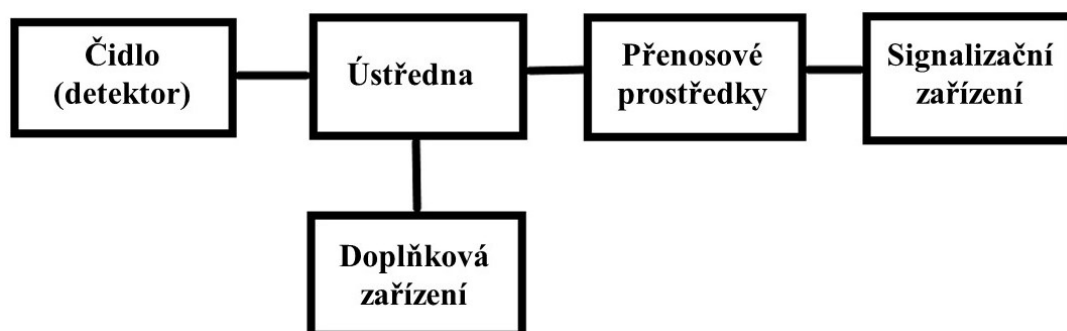 Čidlo
(detektor)
Ústředna
Přenosové
prostředky
Signalizační
zařízení
Doplňková
zařízení